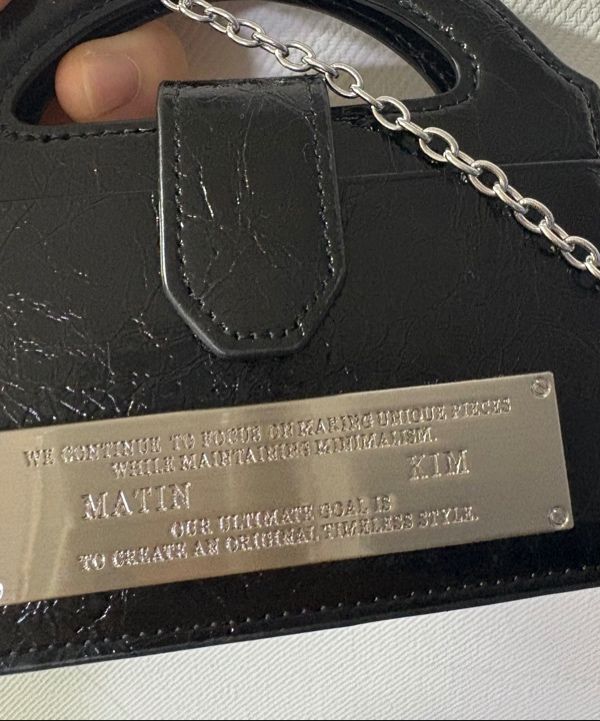 WE CONTINUE TO FOCUS ON MAKING UNIQUE PIECES
WHILE MAINTAINING MINUMALISM.
MATIN KIM
OUR ULTIMATE GOAL IS
TO CREATE AN ORIGINAL TIMELESS STYLE.